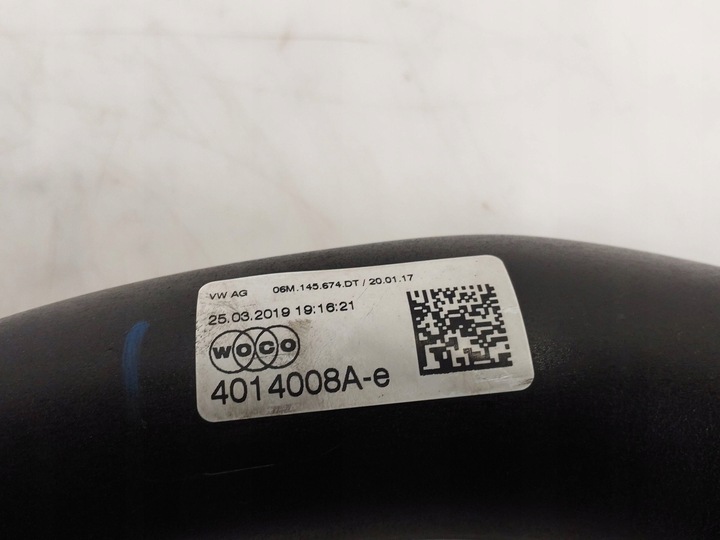 VW AG 06M.145.674.DT / 20.01.17
25.03.2019 19:16:21
WOCO
4014008A-e